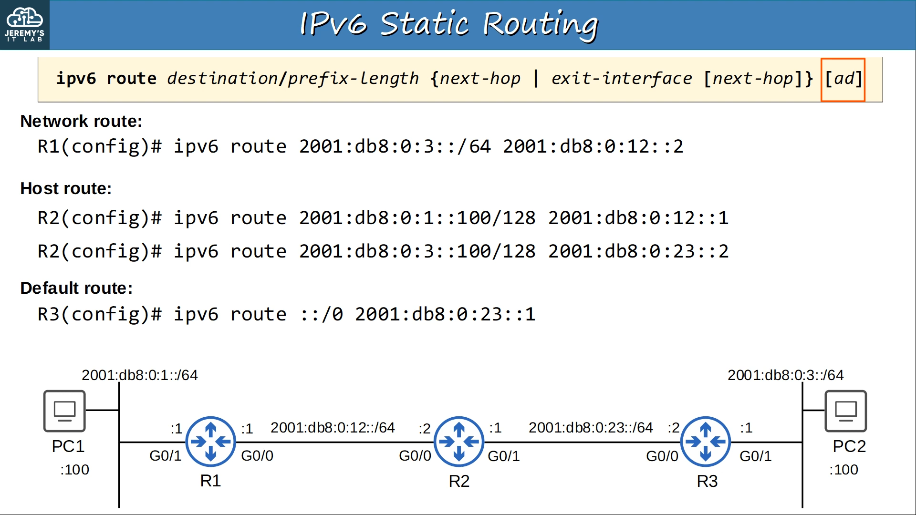 JEREMY'S
IT LAB
IPv6 Static Routing
ipv6 route destination/prefix-length {next-hop | exit-interface [next-hop]} [ad]
Network route:
R1(config)# ipv6 route 2001:db8:0:3::/64 2001:db8:0:12::2
Host route:
R2(config)# ipv6 route 2001:db8:0:1::100/128 2001:db8:0:12::1
R2(config)# ipv6 route 2001:db8:0:3::100/128 2001:db8:0:23::2
Default route:
R3(config)# ipv6 route ::/0 2001:db8:0:23::1
2001:db8:0:1::/64 2001:db8:0:3::/64
:1 :1 2001:db8:0:12::/64 :2 :1 2001:db8:0:23::/64 :2 :1
PC1 G0/1 G0/0 G0/0 G0/1 G0/0 G0/1 PC2
:100 R1 R2 R3 :100